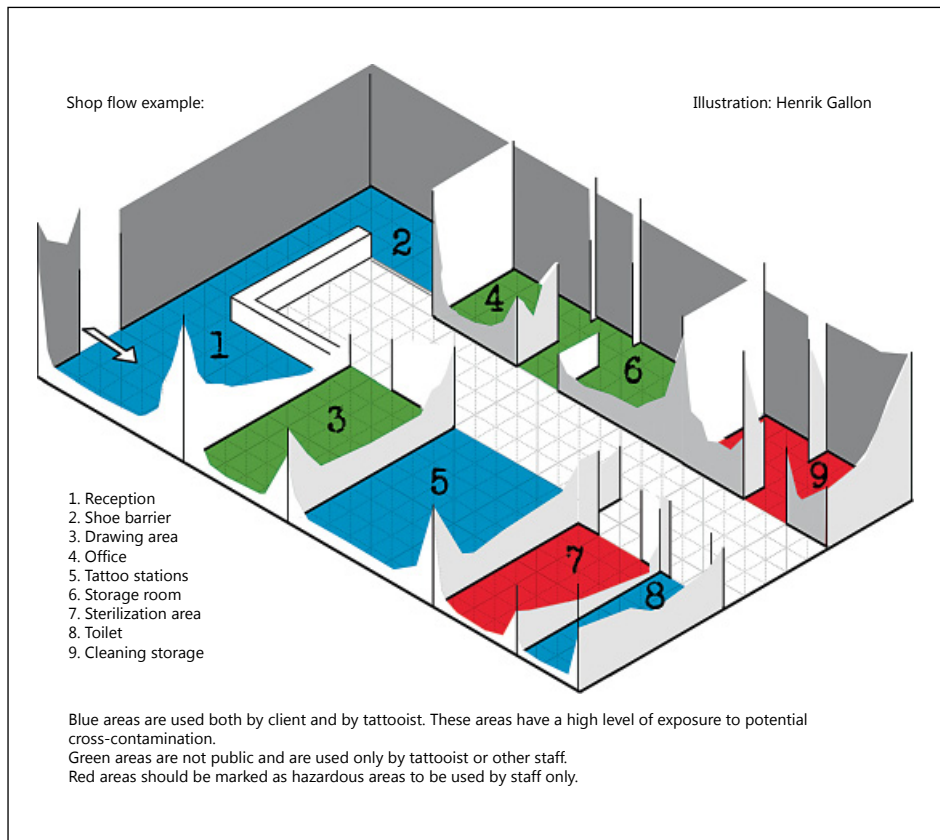 Shop flow example:
Illustration: Henrik Gallon
2
4
1
6
3
9
5
7
8
1. Reception
2. Shoe barrier
3. Drawing area
4. Office
5. Tattoo stations
6. Storage room
7. Sterilization area
8. Toilet
9. Cleaning storage
Blue areas are used both by client and by tattooist. These areas have a high level of exposure to potential
cross-contamination.
Green areas are not public and are used only by tattooist or other staff.
Red areas should be marked as hazardous areas to be used by staff only.